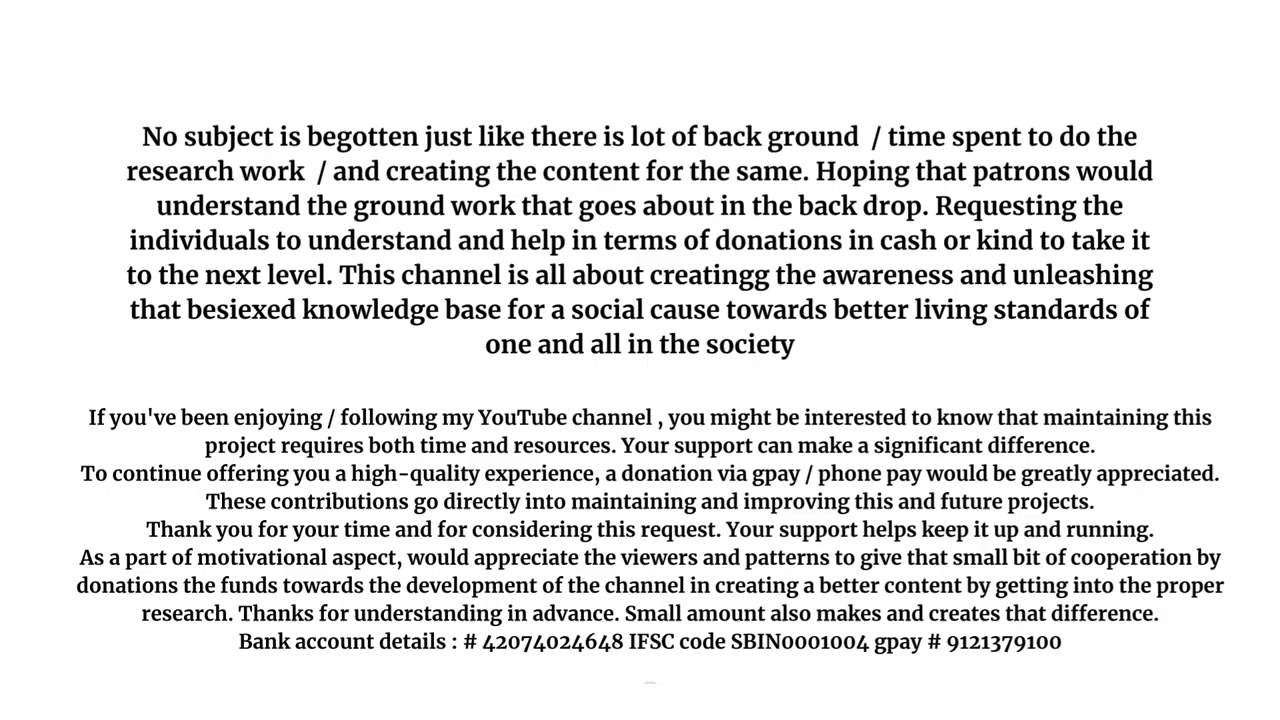 No subject is begotten just like there is lot of back ground / time spent to do the
research work / and creating the content for the same. Hoping that patrons would
understand the ground work that goes about in the back drop. Requesting the
individuals to understand and help in terms of donations in cash or kind to take it
to the next level. This channel is all about creatingg the awareness and unleashing
that besiexed knowledge base for a social cause towards better living standards of
one and all in the society
If you've been enjoying / following my YouTube channel , you might be interested to know that maintaining this
project requires both time and resources. Your support can make a significant difference.
To continue offering you a high-quality experience, a donation via gpay / phone pay would be greatly appreciated.
These contributions go directly into maintaining and improving this and future projects.
Thank you for your time and for considering this request. Your support helps keep it up and running.
As a part of motivational aspect, would appreciate the viewers and patterns to give that small bit of cooperation by
donations the funds towards the development of the channel in creating a better content by getting into the proper
research. Thanks for understanding in advance. Small amount also makes and creates that difference.
Bank account details : # 42074024648 IFSC code SBIN0001004 gpay # 9121379100